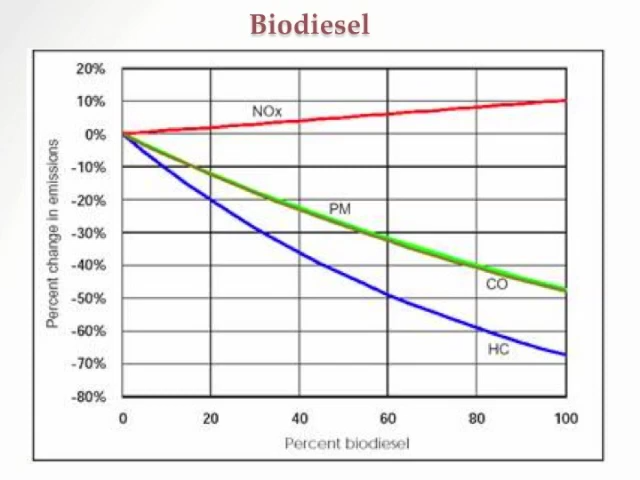 Biodiesel
20%
10%
0%
-10%
-20%
-30%
-40%
-50%
-60%
-70%
-80%
Percent change in emissions
NOx
PM
CO
HC
0 20 40 60 80 100
Percent biodiesel